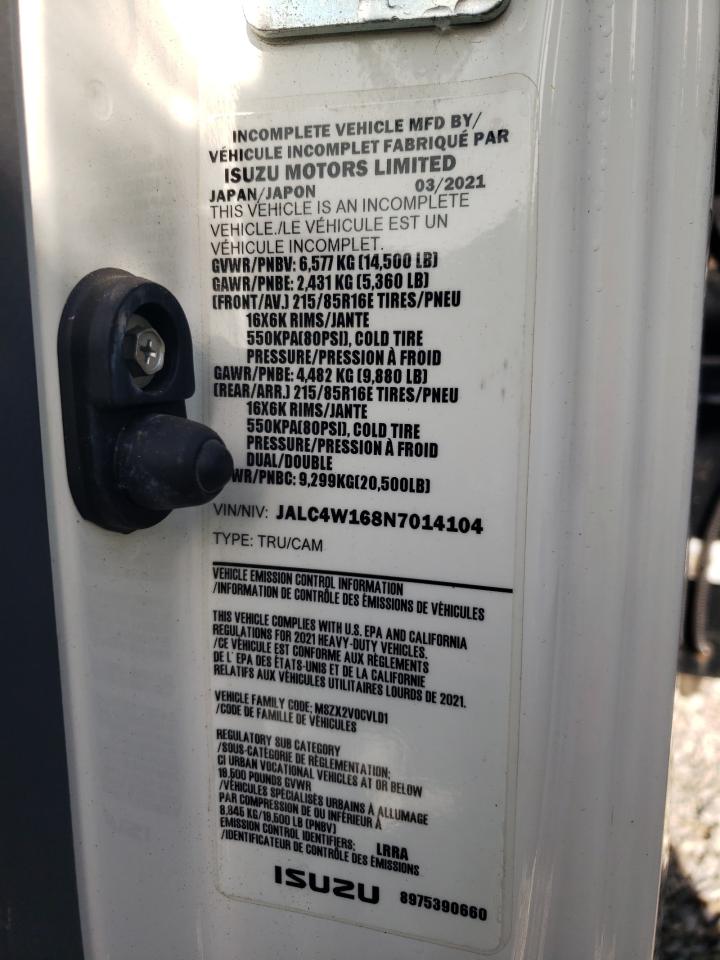 INCOMPLETE VEHICLE MFD BY/
VÉHICULE INCOMPLET FABRIQUÉ PAR
ISUZU MOTORS LIMITED
JAPAN/JAPON 03/2021
THIS VEHICLE IS AN INCOMPLETE
VEHICLE./LE VÉHICULE EST UN
VÉHICULE INCOMPLET.
GVWR/PNBV: 6,577 KG (14,500 LB)
GAWR/PNBE: 2,431 KG (5,360 LB)
(FRONT/AV.) 215/85R16E TIRES/PNEU
16X6K RIMS/JANTE
550KPA(80PSI), COLD TIRE
PRESSURE/PRESSION À FROID
GAWR/PNBE: 4,482 KG (9,880 LB)
(REAR/ARR.) 215/85R16E TIRES/PNEU
16X6K RIMS/JANTE
550KPA(80PSI), COLD TIRE
PRESSURE/PRESSION À FROID
DUAL/DOUBLE
WR/PNBC: 9,299KG(20,500LB)
VIN/NIV: JALC4W168N7014104
TYPE: TRU/CAM
VEHICLE EMISSION CONTROL INFORMATION
/INFORMATION DE CONTRÔLE DES ÉMISSIONS DE VÉHICULES
THIS VEHICLE COMPLIES WITH U.S. EPA AND CALIFORNIA
REGULATIONS FOR 2021 HEAVY-DUTY VEHICLES.
/CE VÉHICULE EST CONFORME AUX RÈGLEMENTS
DE L' EPA DES ÉTATS-UNIS ET DE LA CALIFORNIE
RELATIFS AUX VÉHICULES UTILITAIRES LOURDS DE 2021.
VEHICLE FAMILY CODE: MSZX2VOCVLD1
/CODE DE FAMILLE DE VÉHICULES
REGULATORY SUB CATEGORY
/SOUS-CATÉGORIE DE RÈGLEMENTATION:
CI URBAN VOCATIONAL VEHICLES AT OR BELOW
19,500 POUNDS GVWR
/VÉHICULES SPÉCIALISÉS URBAINS À ALLUMAGE
PAR COMPRESSION DE OU INFÉRIEUR À
8,845 KG/19,500 LB (PNBV)
EMISSION CONTROL IDENTIFIERS: LRRA
/IDENTIFICATEUR DE CONTRÔLE DES ÉMISSIONS
ISUZU 8975390660